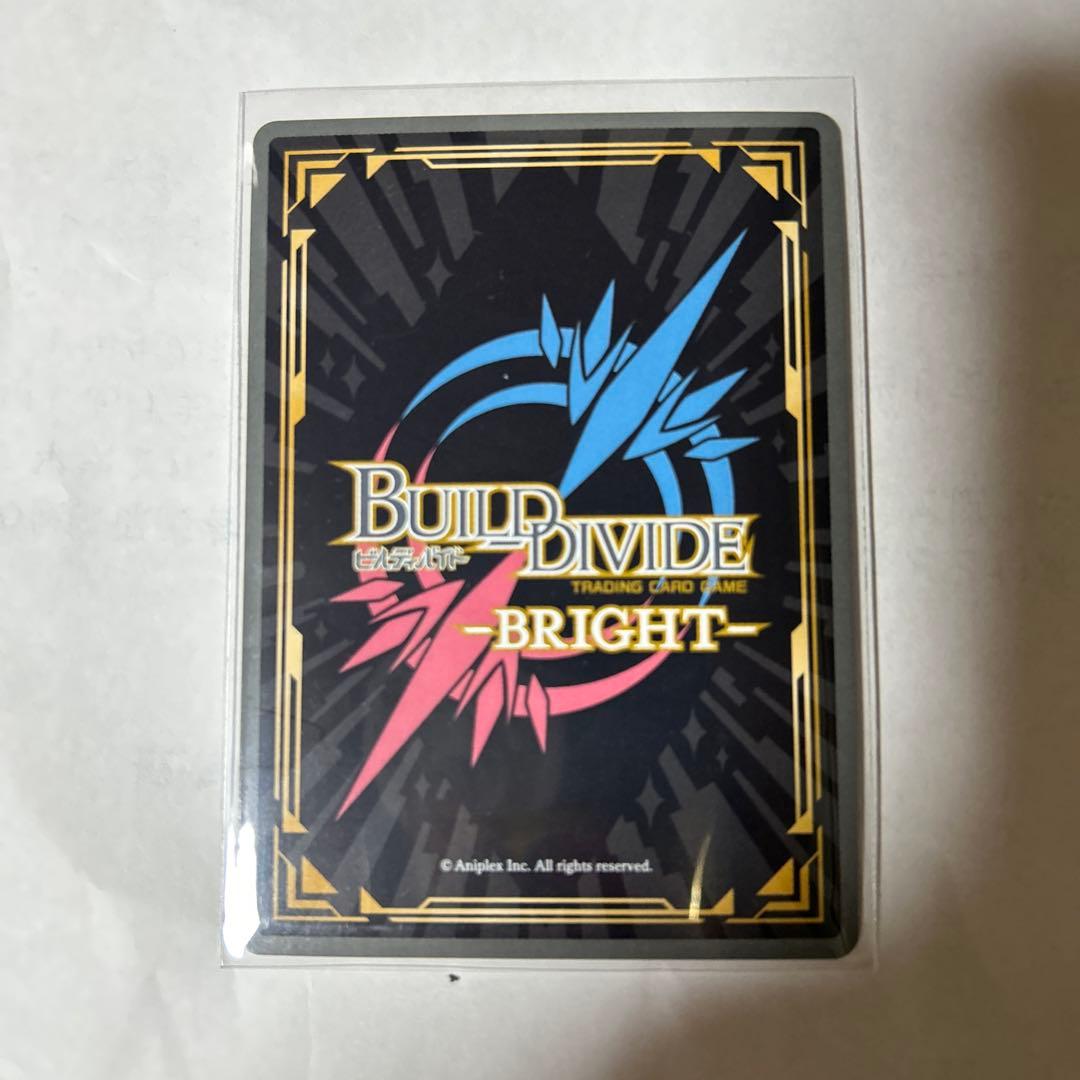 BUILD DIVIDE
ビルディバイド
TRADING CARD GAME
-BRIGHT-
© Aniplex Inc. All rights reserved.